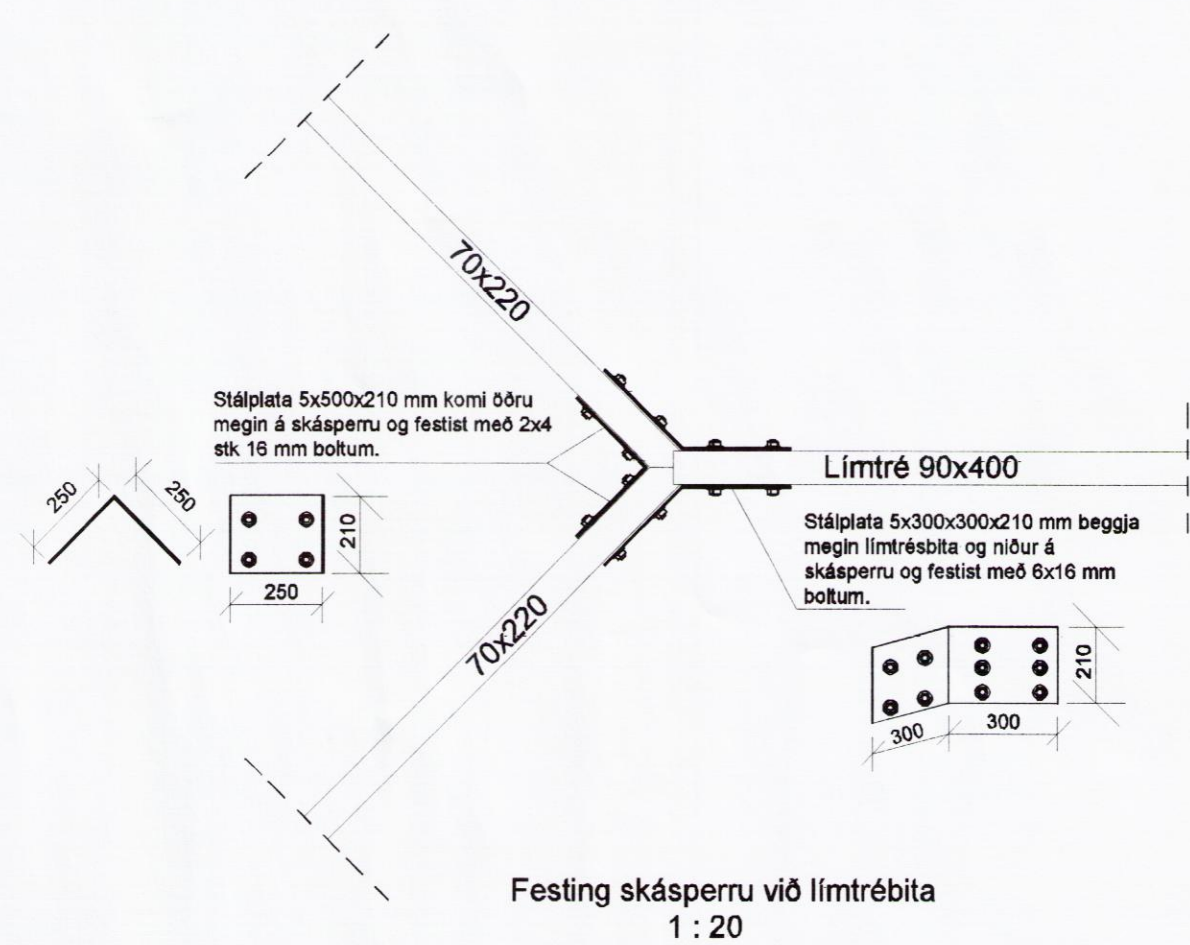 70x220
Stálplata 5x500x210 mm komi öðru
megin á skásperru og festist með 2x4
stk 16 mm boltum.
250
250
210
250
Límtré 90x400
Stálplata 5x300x300x210 mm beggja
megin límtrésbita og niður á
skásperru og festist með 6x16 mm
boltum.
70x220
210
300
300
Festing skásperru við límtrébita
1 : 20